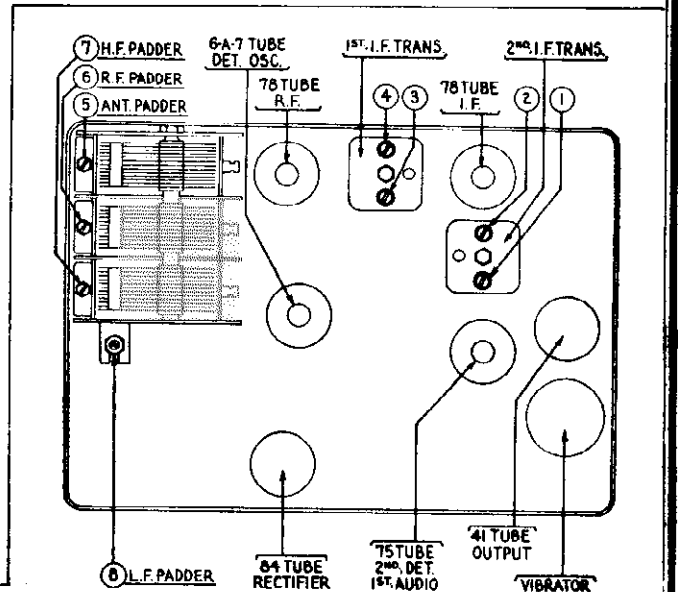 7 H.F. PADDER
6 R.F. PADDER
5 ANT. PADDER
6-A-7 TUBE
DET. OSC.
78 TUBE
R.F.
1ST. I.F. TRANS.
4 3
78 TUBE
I.F.
2ND. I.F. TRANS.
2 1
8 L.F. PADDER
84 TUBE
RECTIFIER
75 TUBE
2ND. DET.
1ST. AUDIO
41 TUBE
OUTPUT
VIBRATOR